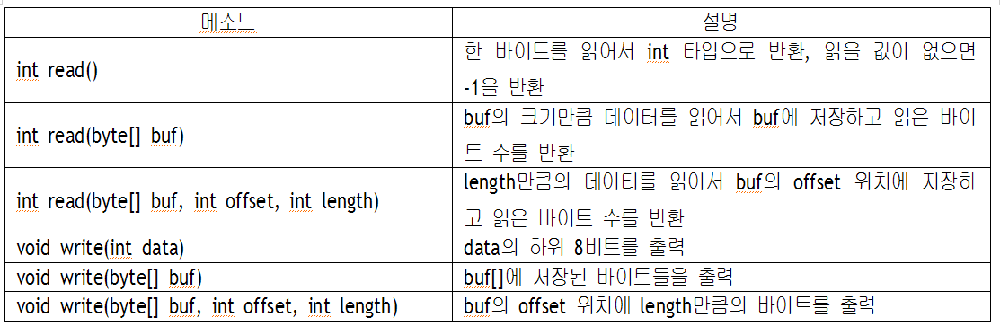 메소드 설명
int read() 한 바이트를 읽어서 int 타입으로 반환, 읽을 값이 없으면
-1을 반환
int read(byte[] buf) buf의 크기만큼 데이터를 읽어서 buf에 저장하고 읽은 바이
트 수를 반환
int read(byte[] buf, int offset, int length) length만큼의 데이터를 읽어서 buf의 offset 위치에 저장하
고 읽은 바이트 수를 반환
void write(int data) data의 하위 8비트를 출력
void write(byte[] buf) buf[]에 저장된 바이트들을 출력
void write(byte[] buf, int offset, int length) buf의 offset 위치에 length만큼의 바이트를 출력